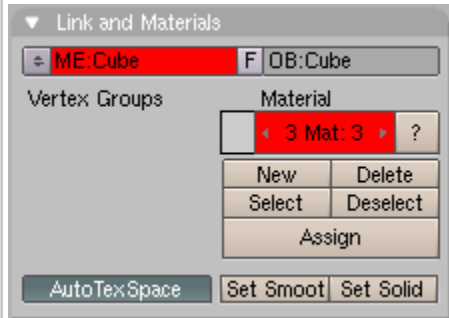 Link and Materials
ME:Cube F OB:Cube
Vertex Groups Material
3 Mat: 3 ?
New Delete
Select Deselect
Assign
AutoTexSpace Set Smoot Set Solid